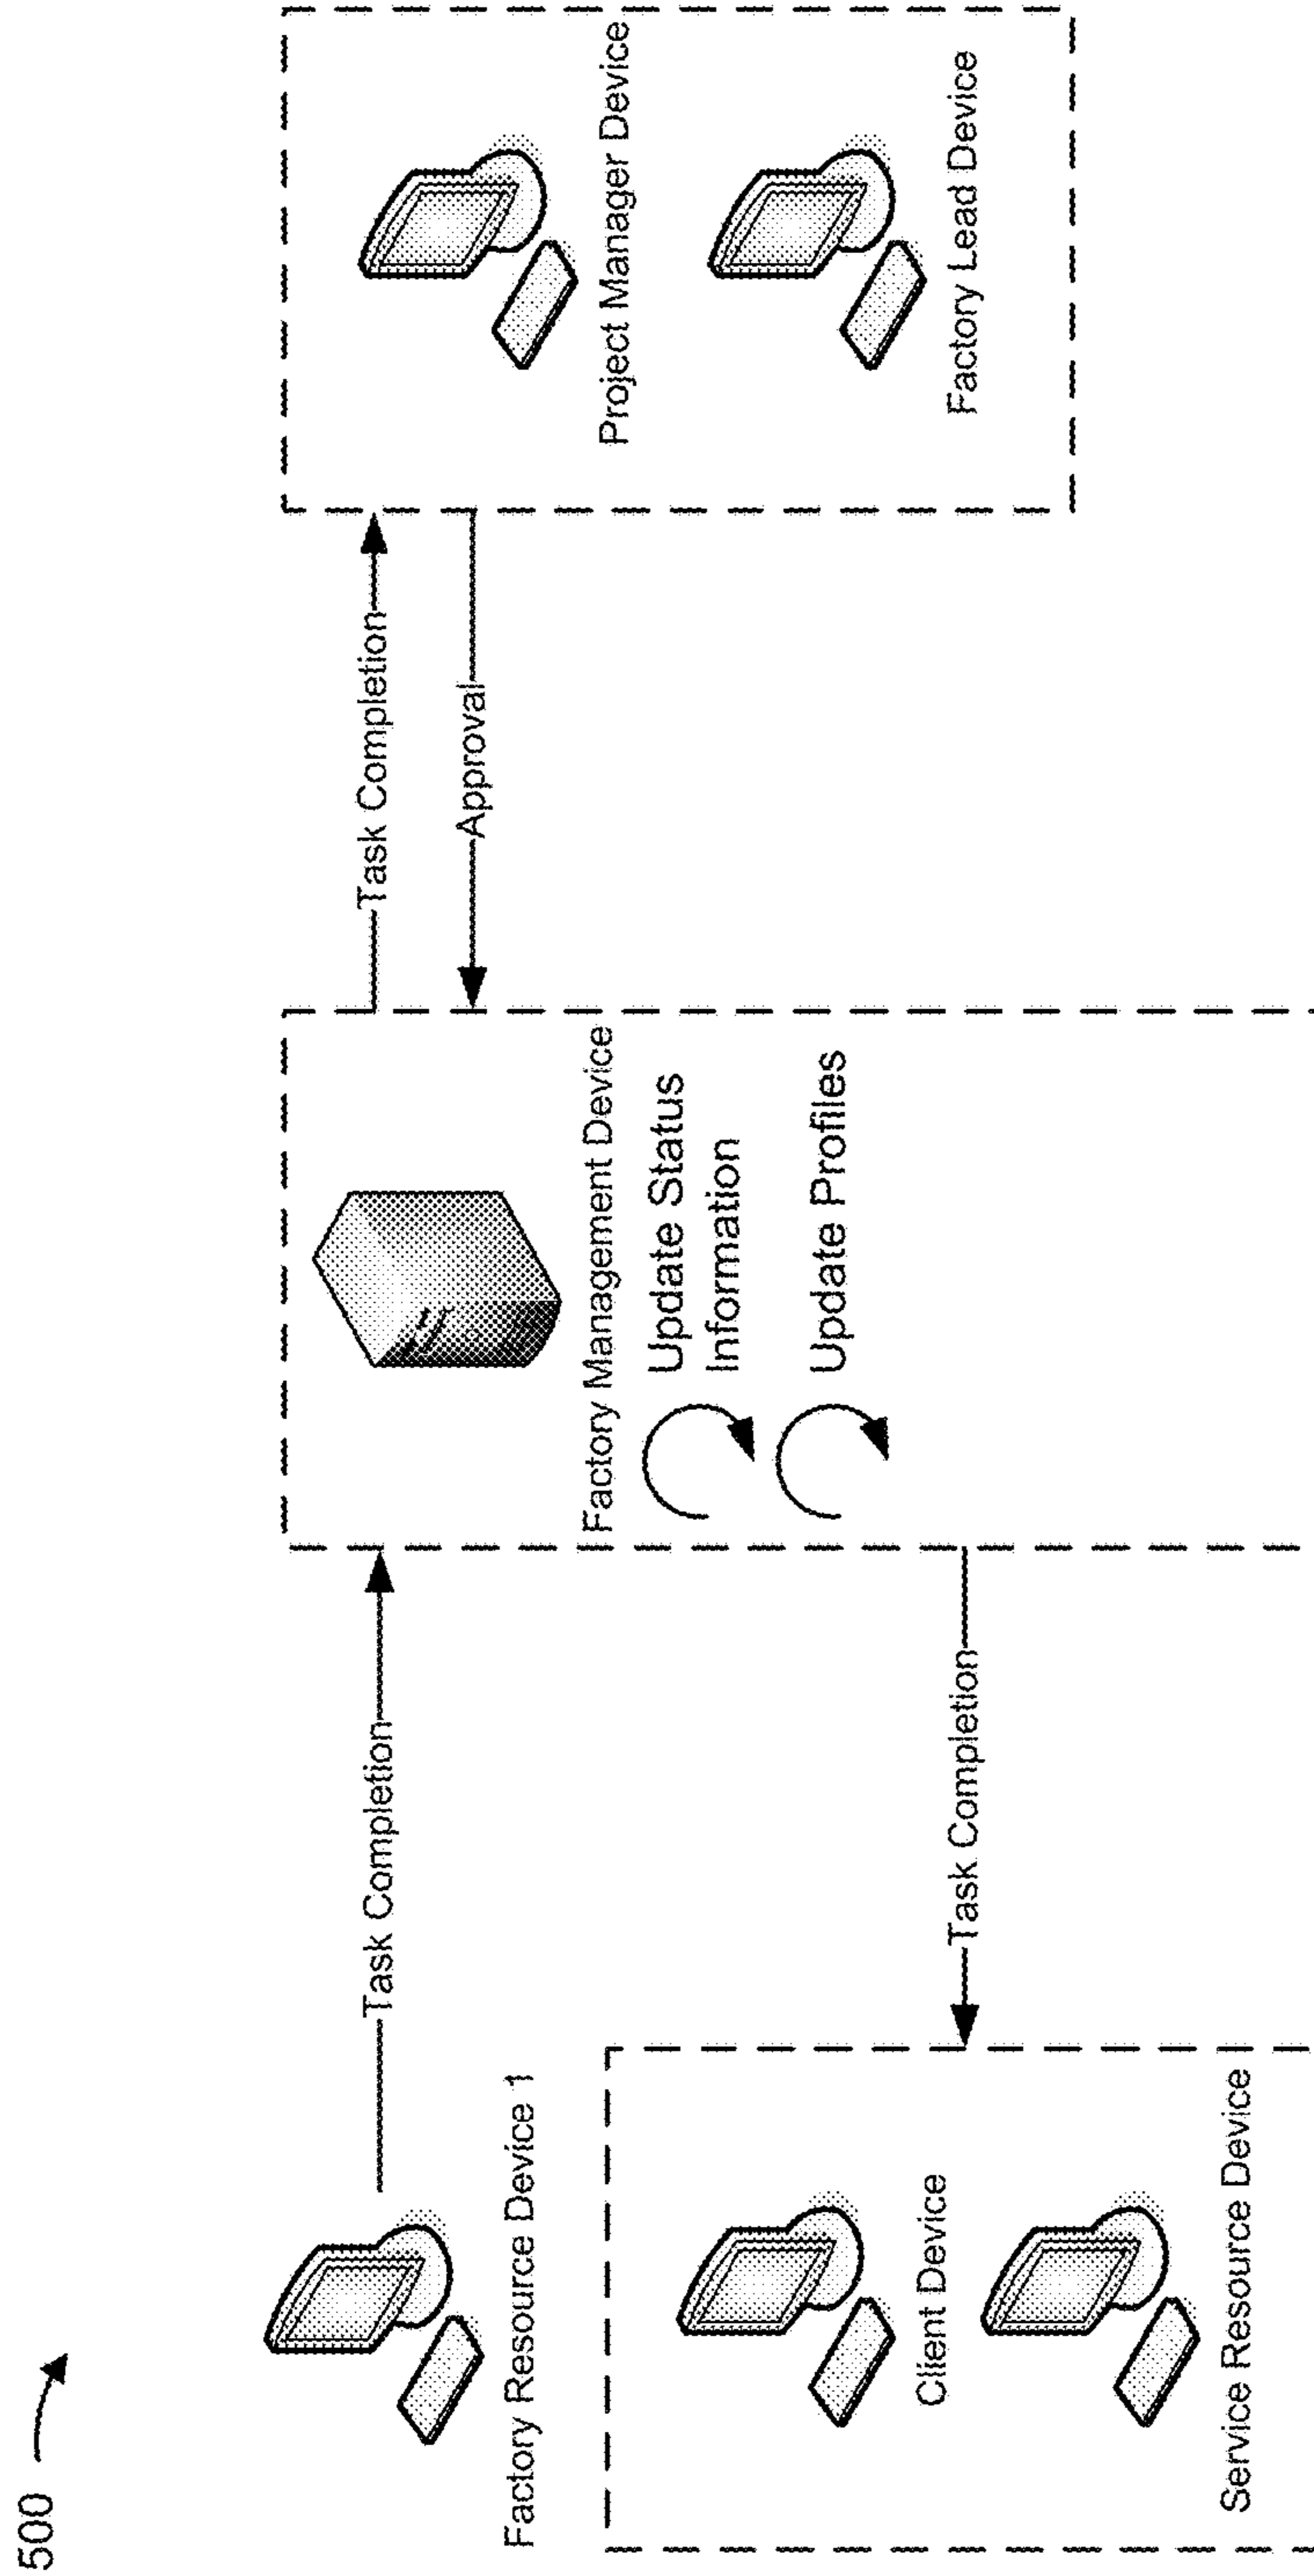 500
Factory Resource Device 1
Task Completion
Factory Management Device
Update Status
Information
Update Profiles
Task Completion
Approval
Project Manager Device
Factory Lead Device
Task Completion
Client Device
Service Resource Device